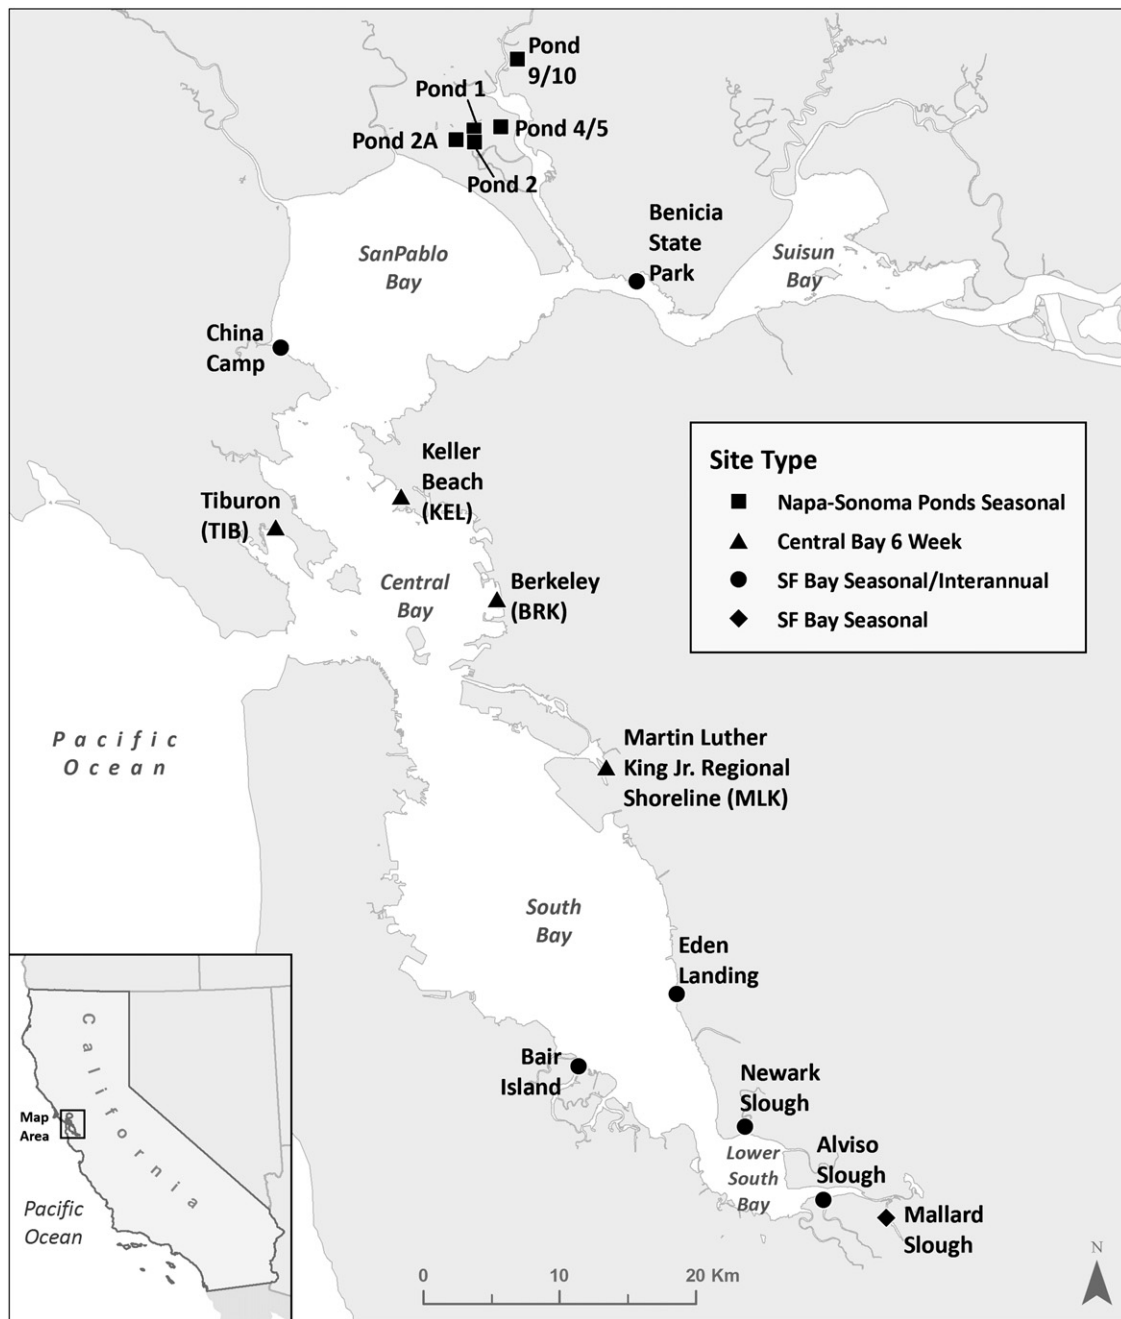 Pond
9/10
Pond 1
Pond 2A
Pond 4/5
Pond 2
Benicia
State
Park
SanPablo
Bay
Suisun
Bay
China
Camp
Keller
Beach
(KEL)
Tiburon
(TIB)
Central
Bay
Berkeley
(BRK)
Site Type
Napa-Sonoma Ponds Seasonal
Central Bay 6 Week
SF Bay Seasonal/Interannual
SF Bay Seasonal
Pacific
Ocean
Martin Luther
King Jr. Regional
Shoreline (MLK)
South
Bay
Eden
Landing
Bair
Island
Newark
Slough
Lower
South
Bay
Alviso
Slough
Mallard
Slough
California
Map
Area
Pacific
Ocean
0 10 20 Km
N